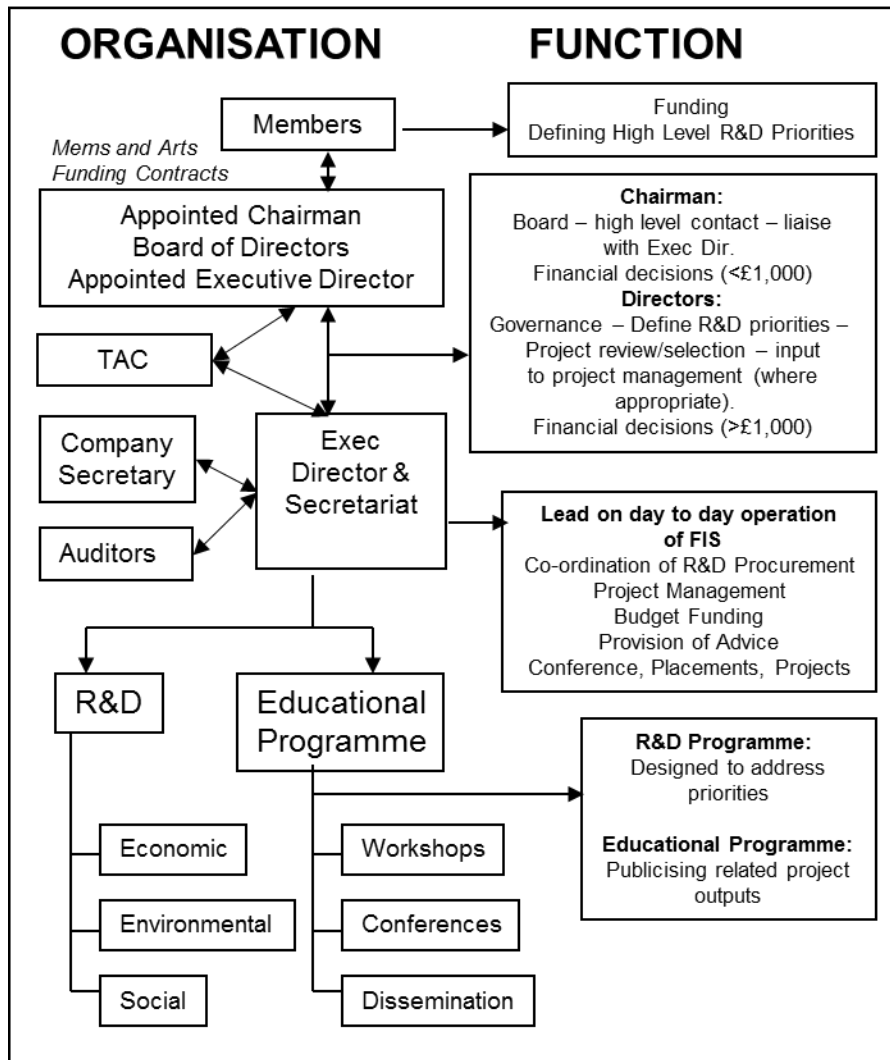 ORGANISATION
FUNCTION
Members
Funding
Defining High Level R&D Priorities
Mems and Arts
Funding Contracts
Appointed Chairman
Board of Directors
Appointed Executive Director
Chairman:
Board – high level contact – liaise
with Exec Dir.
Financial decisions (<£1,000)
Directors:
Governance – Define R&D priorities –
Project review/selection – input
to project management (where
appropriate).
Financial decisions (>£1,000)
TAC
Company
Secretary
Auditors
Exec
Director &
Secretariat
Lead on day to day operation
of FIS
Co-ordination of R&D Procurement
Project Management
Budget Funding
Provision of Advice
Conference, Placements, Projects
R&D
Educational
Programme
R&D Programme:
Designed to address
priorities
Educational Programme:
Publicising related project
outputs
Economic
Environmental
Social
Workshops
Conferences
Dissemination